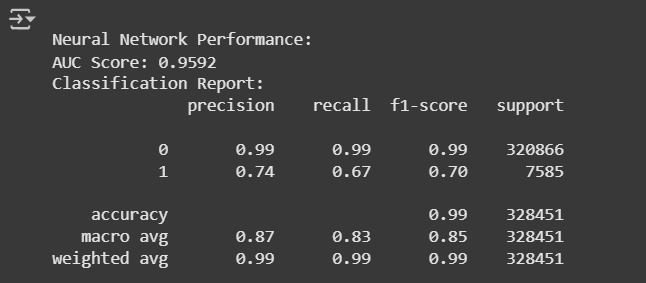 Neural Network Performance:
AUC Score: 0.9592
Classification Report:
precision recall f1-score support
0 0.99 0.99 0.99 320866
1 0.74 0.67 0.70 7585
accuracy 0.99 328451
macro avg 0.87 0.83 0.85 328451
weighted avg 0.99 0.99 0.99 328451